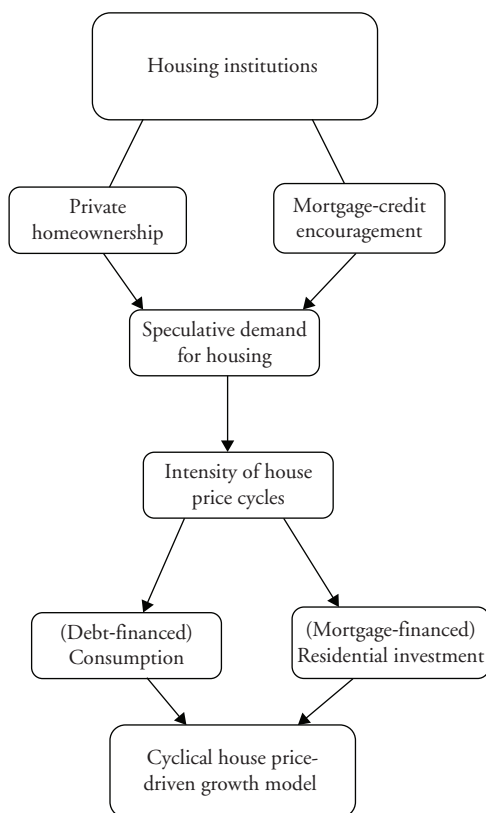 Housing institutions
Private
homeownership
Mortgage-credit
encouragement
Speculative demand
for housing
Intensity of house
price cycles
(Debt-financed)
Consumption
(Mortgage-financed)
Residential investment
Cyclical house price-
driven growth model